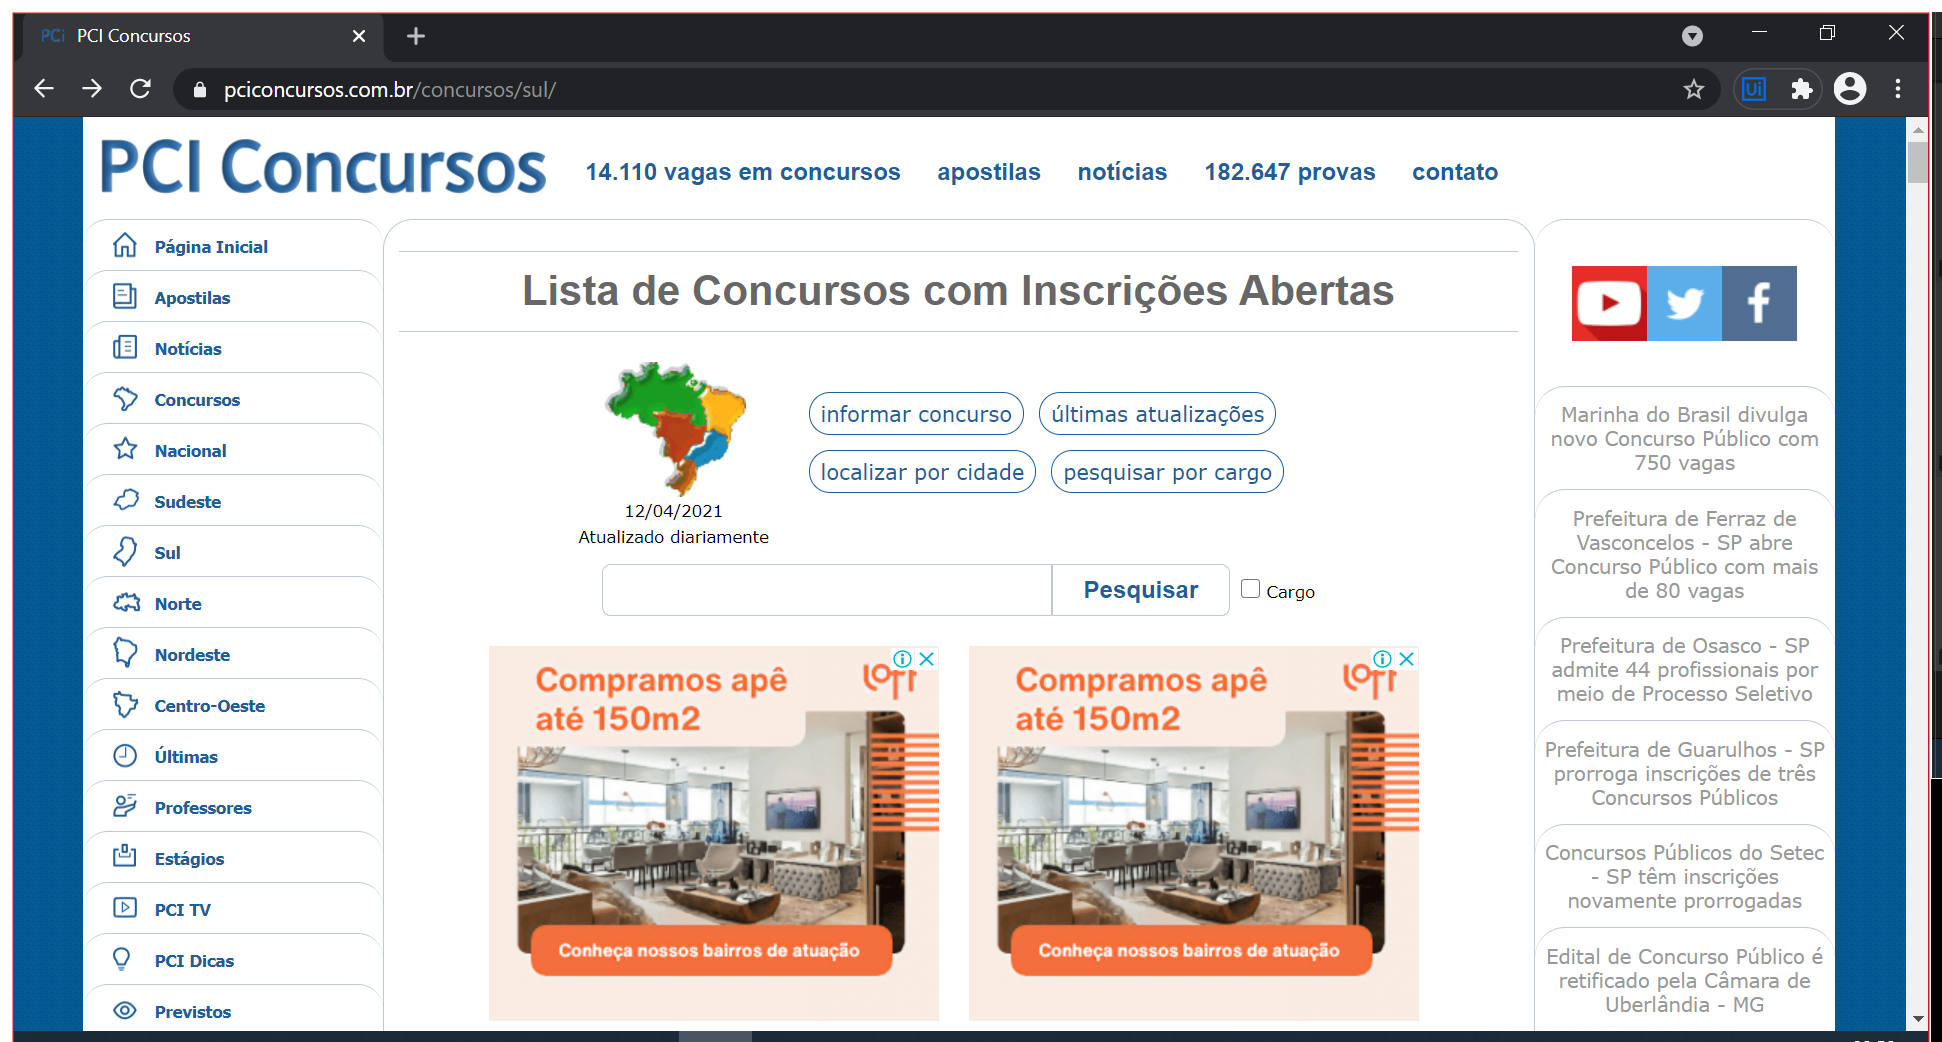 PCi PCI Concursos
pciconcursos.com.br/concursos/sul/
Ui
PCI Concursos
14.110 vagas em concursos
apostilas
notícias
182.647 provas
contato
Página Inicial
Apostilas
Notícias
Concursos
Nacional
Sudeste
Sul
Norte
Nordeste
Centro-Oeste
Últimas
Professores
Estágios
PCI TV
PCI Dicas
Previstos
Lista de Concursos com Inscrições Abertas
12/04/2021
Atualizado diariamente
informar concurso
últimas atualizações
localizar por cidade
pesquisar por cargo
Pesquisar
Cargo
Compramos apê
até 150m2
Conheça nossos bairros de atuação
Compramos apê
até 150m2
Conheça nossos bairros de atuação
Marinha do Brasil divulga
novo Concurso Público com
750 vagas
Prefeitura de Ferraz de
Vasconcelos - SP abre
Concurso Público com mais
de 80 vagas
Prefeitura de Osasco - SP
admite 44 profissionais por
meio de Processo Seletivo
Prefeitura de Guarulhos - SP
prorroga inscrições de três
Concursos Públicos
Concursos Públicos do Setec
- SP têm inscrições
novamente prorrogadas
Edital de Concurso Público é
retificado pela Câmara de
Uberlândia - MG